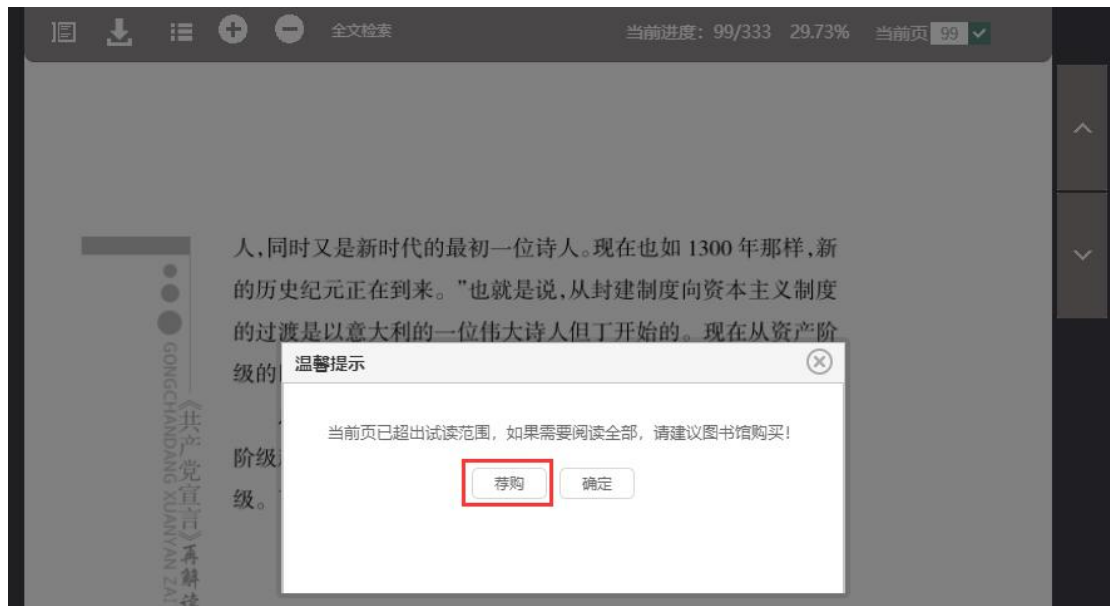 全文检索
当前进度：99/333 29.73%
当前页 99
人,同时又是新时代的最初一位诗人。现在也如 1300 年那样,新
的历史纪元正在到来。”也就是说,从封建制度向资本主义制度
的过渡是以意大利的一位伟大诗人但丁开始的。现在从资产阶
级的
阶级
级。
GONGCHANDANG XUANYAN ZAI
《共产党宣言》再解读
温馨提示
当前页已超出试读范围，如果需要阅读全部，请建议图书馆购买！
荐购
确定